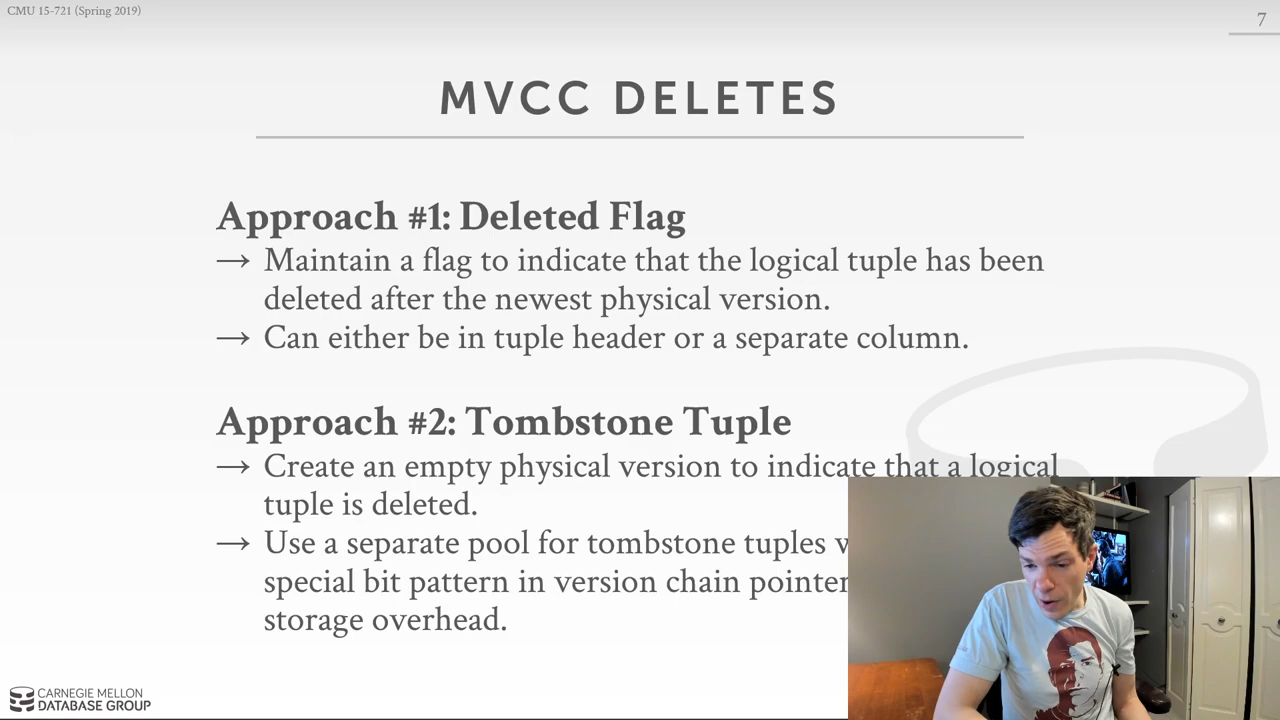 CMU 15-721 (Spring 2019)
7
MVCC DELETES
Approach #1: Deleted Flag
→ Maintain a flag to indicate that the logical tuple has been
deleted after the newest physical version.
→ Can either be in tuple header or a separate column.
Approach #2: Tombstone Tuple
→ Create an empty physical version to indicate that a logical
tuple is deleted.
→ Use a separate pool for tombstone tuples
special bit pattern in version chain pointer
storage overhead.
CARNEGIE MELLON
DATABASE GROUP